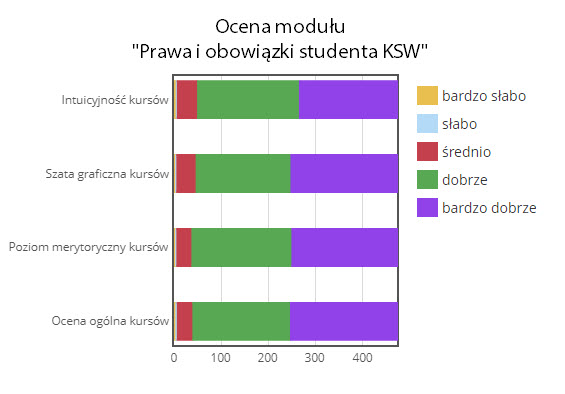 Ocena modułu
"Prawa i obowiązki studenta KSW"
Intuicyjność kursów
Szata graficzna kursów
Poziom merytoryczny kursów
Ocena ogólna kursów
0 100 200 300 400
bardzo słabo
słabo
średnio
dobrze
bardzo dobrze